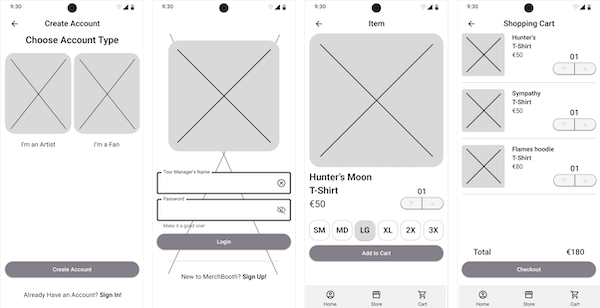 9:30
Create Account
Choose Account Type
I'm an Artist
I'm a Fan
Create Account
Already Have an Account? Sign In!
9:30
Tour Manager's Name
Password
Make it a good one!
Login
New to MerchBooth? Sign Up!
9:30
Item
Hunter's Moon
T-Shirt
€50
01
SM MD LG XL 2X 3X
Add to Cart
Home Store Cart
9:30
Shopping Cart
Hunter's
T-Shirt
€50
01
Sympathy
T-Shirt
€50
01
Flames hoodie
T-Shirt
€80
01
Total €180
Checkout
Home Store Cart